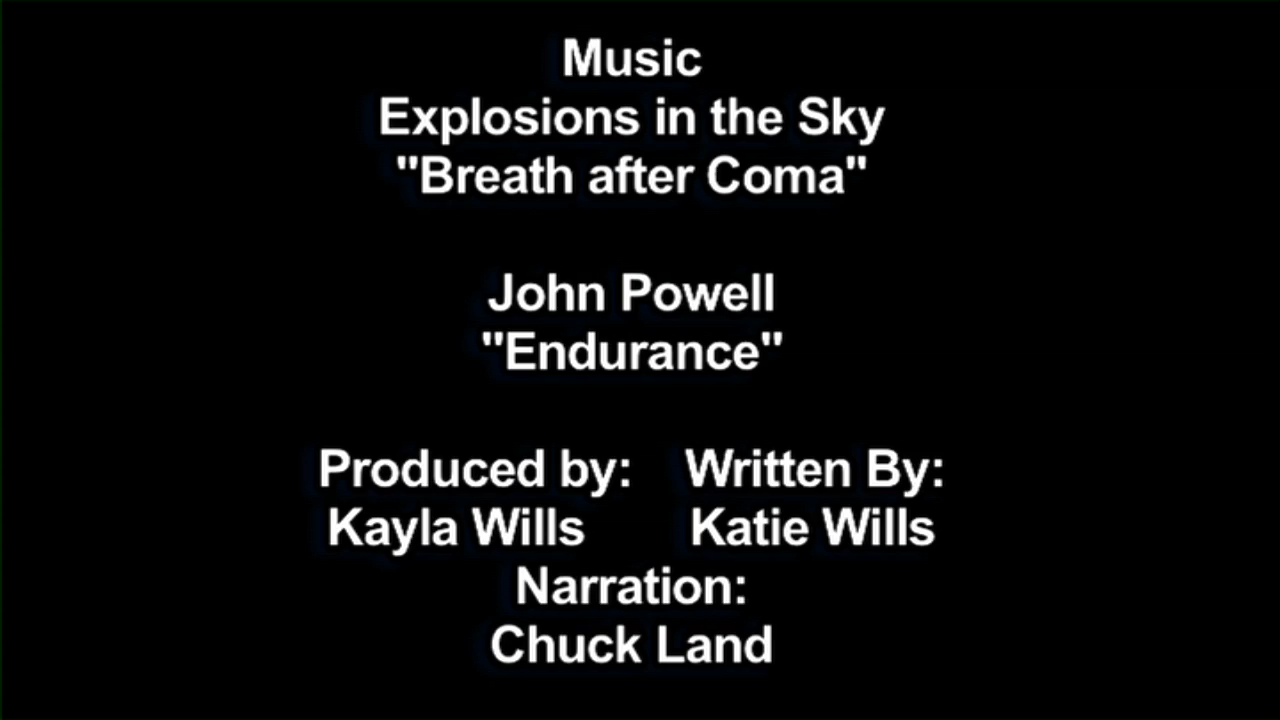 Music
Explosions in the Sky
"Breath after Coma"
John Powell
"Endurance"
Produced by: Written By:
Kayla Wills Katie Wills
Narration:
Chuck Land